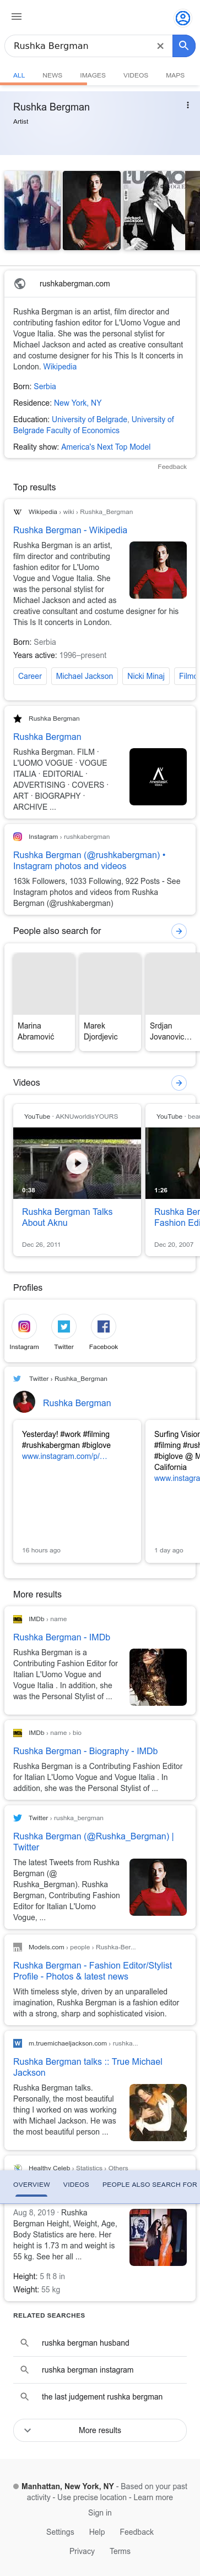 Rushka Bergman
ALL NEWS IMAGES VIDEOS MAPS
Rushka Bergman
Artist
L'UOMO
rushkabergman.com
Rushka Bergman is an artist, film director and
contributing fashion editor for L'Uomo Vogue and
Vogue Italia. She was the personal stylist for
Michael Jackson and acted as creative consultant
and costume designer for his This Is It concerts in
London. Wikipedia
Born: Serbia
Residence: New York, NY
Education: University of Belgrade, University of
Belgrade Faculty of Economics
Reality show: America's Next Top Model
Feedback
Top results
W Wikipedia › wiki › Rushka_Bergman
Rushka Bergman - Wikipedia
Rushka Bergman is an artist,
film director and contributing
fashion editor for L'Uomo
Vogue and Vogue Italia. She
was the personal stylist for
Michael Jackson and acted as
creative consultant and costume designer for his
This Is It concerts in London.
Born: Serbia
Years active: 1996–present
Career Michael Jackson Nicki Minaj Filmo
Rushka Bergman
Rushka Bergman
Rushka Bergman. FILM ·
L'UOMO VOGUE · VOGUE
ITALIA · EDITORIAL ·
ADVERTISING · COVERS ·
ART · BIOGRAPHY ·
ARCHIVE ...
Instagram › rushkabergman
Rushka Bergman (@rushkabergman) •
Instagram photos and videos
163k Followers, 1033 Following, 922 Posts - See
Instagram photos and videos from Rushka
Bergman (@rushkabergman)
People also search for
Marina
Abramović
Marek
Djordjevic
Srdjan
Jovanovic...
Videos
YouTube · AKNUworldisYOURS
0:38
Rushka Bergman Talks
About Aknu
Dec 26, 2011
YouTube · bea
1:26
Rushka Ber
Fashion Edi
Dec 20, 2007
Profiles
Instagram Twitter Facebook
Twitter › Rushka_Bergman
Rushka Bergman
Yesterday! #work #filming
#rushkabergman #biglove
www.instagram.com/p/...
16 hours ago
Surfing Vision
#filming #rush
#biglove @ M
California
www.instagra
1 day ago
More results
IMDb › name
Rushka Bergman - IMDb
Rushka Bergman is a
Contributing Fashion Editor for
Italian L'Uomo Vogue and
Vogue Italia . In addition, she
was the Personal Stylist of ...
IMDb › name › bio
Rushka Bergman - Biography - IMDb
Rushka Bergman is a Contributing Fashion Editor
for Italian L'Uomo Vogue and Vogue Italia . In
addition, she was the Personal Stylist of ...
Twitter › rushka_bergman
Rushka Bergman (@Rushka_Bergman) |
Twitter
The latest Tweets from Rushka
Bergman (@
Rushka_Bergman). Rushka
Bergman, Contributing Fashion
Editor for Italian L'Uomo
Vogue, ...
Models.com › people › Rushka-Ber...
Rushka Bergman - Fashion Editor/Stylist
Profile - Photos & latest news
With timeless style, driven by an unparalleled
imagination, Rushka Bergman is a fashion editor
with a strong, sharp and sophisticated vision.
W m.truemichaeljackson.com › rushka...
Rushka Bergman talks :: True Michael
Jackson
Rushka Bergman talks.
Personally, the most beautiful
thing I worked on was working
with Michael Jackson. He was
the most beautiful person ...
Healthy Celeb › Statistics › Others
OVERVIEW VIDEOS PEOPLE ALSO SEARCH FOR
Aug 8, 2019 · Rushka
Bergman Height, Weight, Age,
Body Statistics are here. Her
height is 1.73 m and weight is
55 kg. See her all ...
Height: 5 ft 8 in
Weight: 55 kg
RELATED SEARCHES
rushka bergman husband
rushka bergman instagram
the last judgement rushka bergman
More results
Manhattan, New York, NY - Based on your past
activity - Use precise location - Learn more
Sign in
Settings Help Feedback
Privacy Terms